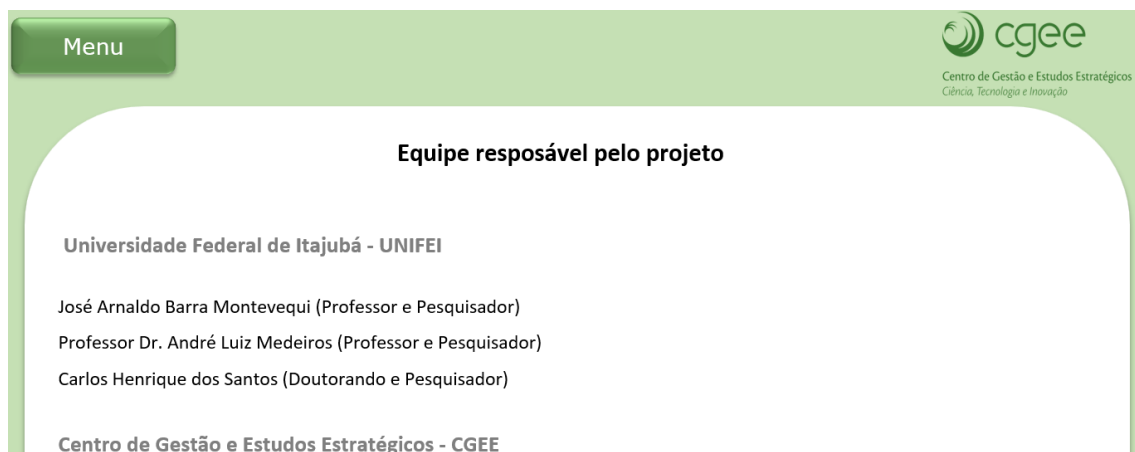 Menu
cgee
Centro de Gestão e Estudos Estratégicos
Ciência, Tecnologia e Inovação
Equipe resposável pelo projeto
Universidade Federal de Itajubá - UNIFEI
José Arnaldo Barra Montevequi (Professor e Pesquisador)
Professor Dr. André Luiz Medeiros (Professor e Pesquisador)
Carlos Henrique dos Santos (Doutorando e Pesquisador)
Centro de Gestão e Estudos Estratégicos - CGEE